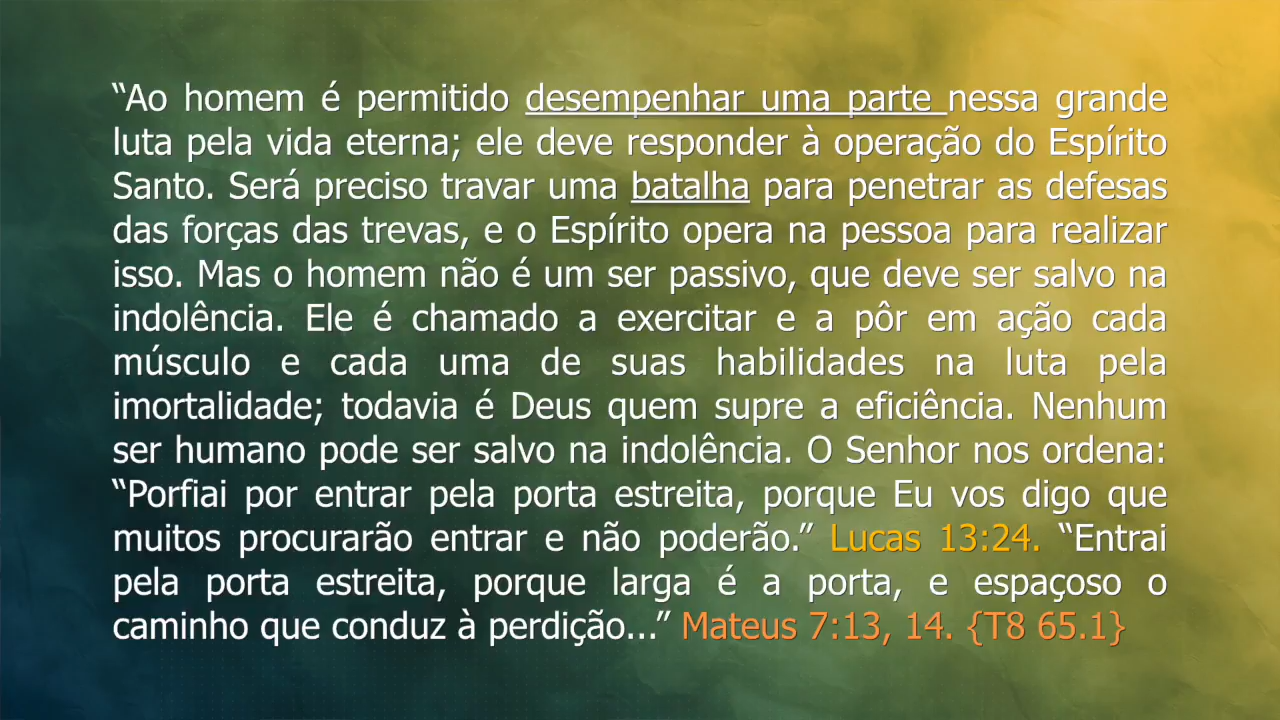 “Ao homem é permitido desempenhar uma parte nessa grande
luta pela vida eterna; ele deve responder à operação do Espírito
Santo. Será preciso travar uma batalha para penetrar as defesas
das forças das trevas, e o Espírito opera na pessoa para realizar
isso. Mas o homem não é um ser passivo, que deve ser salvo na
indolência. Ele é chamado a exercitar e a pôr em ação cada
músculo e cada uma de suas habilidades na luta pela
imortalidade; todavia é Deus quem supre a eficiência. Nenhum
ser humano pode ser salvo na indolência. O Senhor nos ordena:
“Porfiai por entrar pela porta estreita, porque Eu vos digo que
muitos procurarão entrar e não poderão.” Lucas 13:24. “Entrai
pela porta estreita, porque larga é a porta, e espaçoso o
caminho que conduz à perdição...” Mateus 7:13, 14. {T8 65.1}